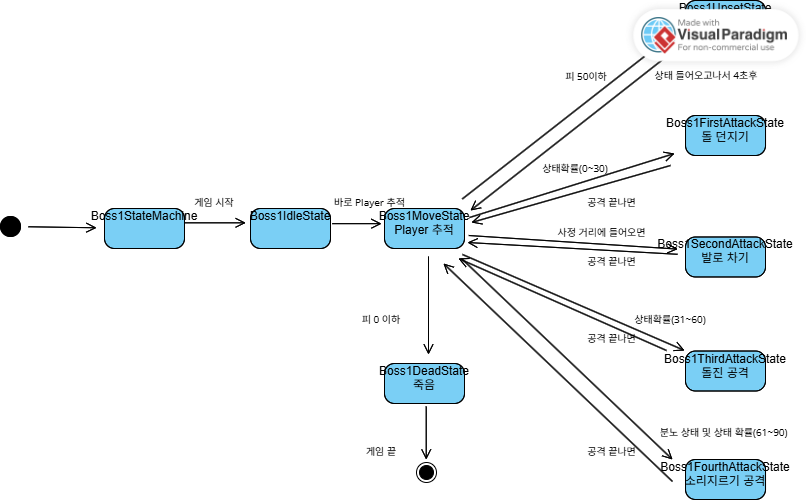 Boss1UpsetState
Made with
Visual Paradigm
For non-commercial use
피 50이하
상태 들어오고나서 4초후
Boss1FirstAttackState
돌 던지기
상태확률(0~30)
공격 끝나면
게임 시작
바로 Player 추적
Boss1StateMachine
Boss1IdleState
Boss1MoveState
Player 추적
사정 거리에 들어오면
Boss1SecondAttackState
발로 차기
공격 끝나면
피 0 이하
상태확률(31~60)
공격 끝나면
Boss1ThirdAttackState
돌진 공격
Boss1DeadState
죽음
분노 상태 및 상태 확률(61~90)
게임 끝
공격 끝나면
Boss1FourthAttackState
소리지르기 공격